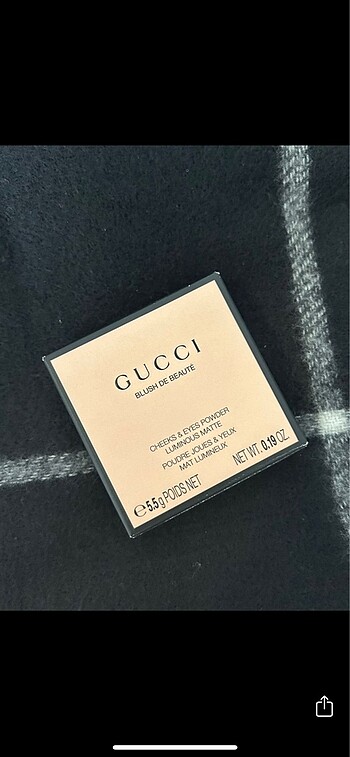 GUCCI
BLUSH DE BEAUTÉ
CHEEKS & EYES POWDER
LUMINOUS MATTE
POUDRE JOUES & YEUX
MAT LUMINEUX
℮ 5.5g POIDS NET NET WT. 0.19 OZ